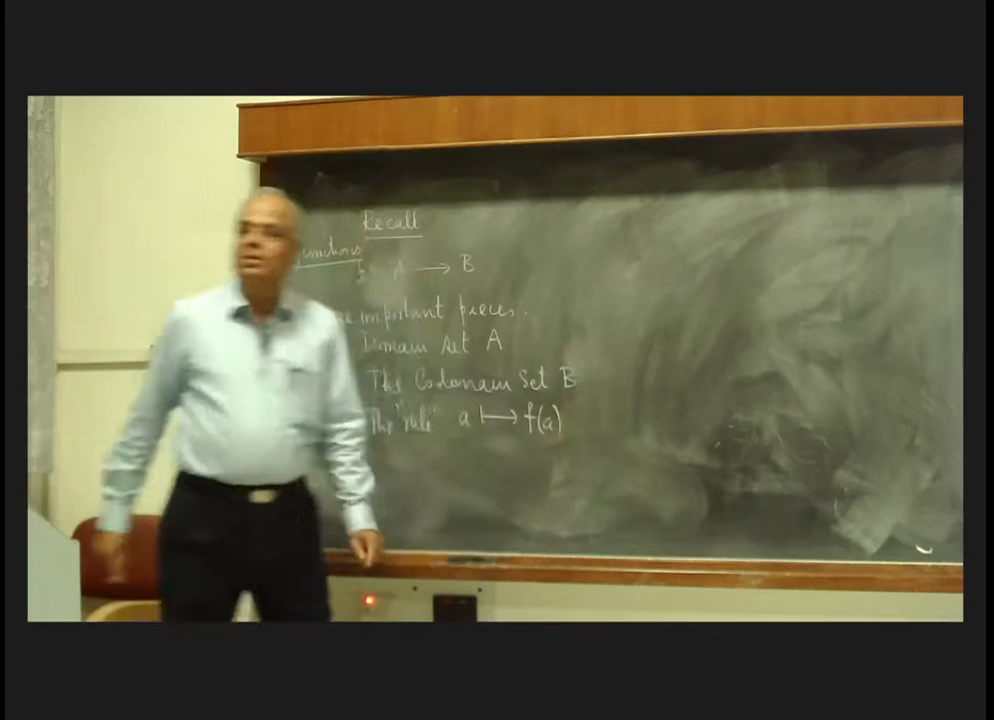 Recall
f: A → B
important pieces:
Domain set A
The Codomain set B
The "rule" a ↦ f(a)